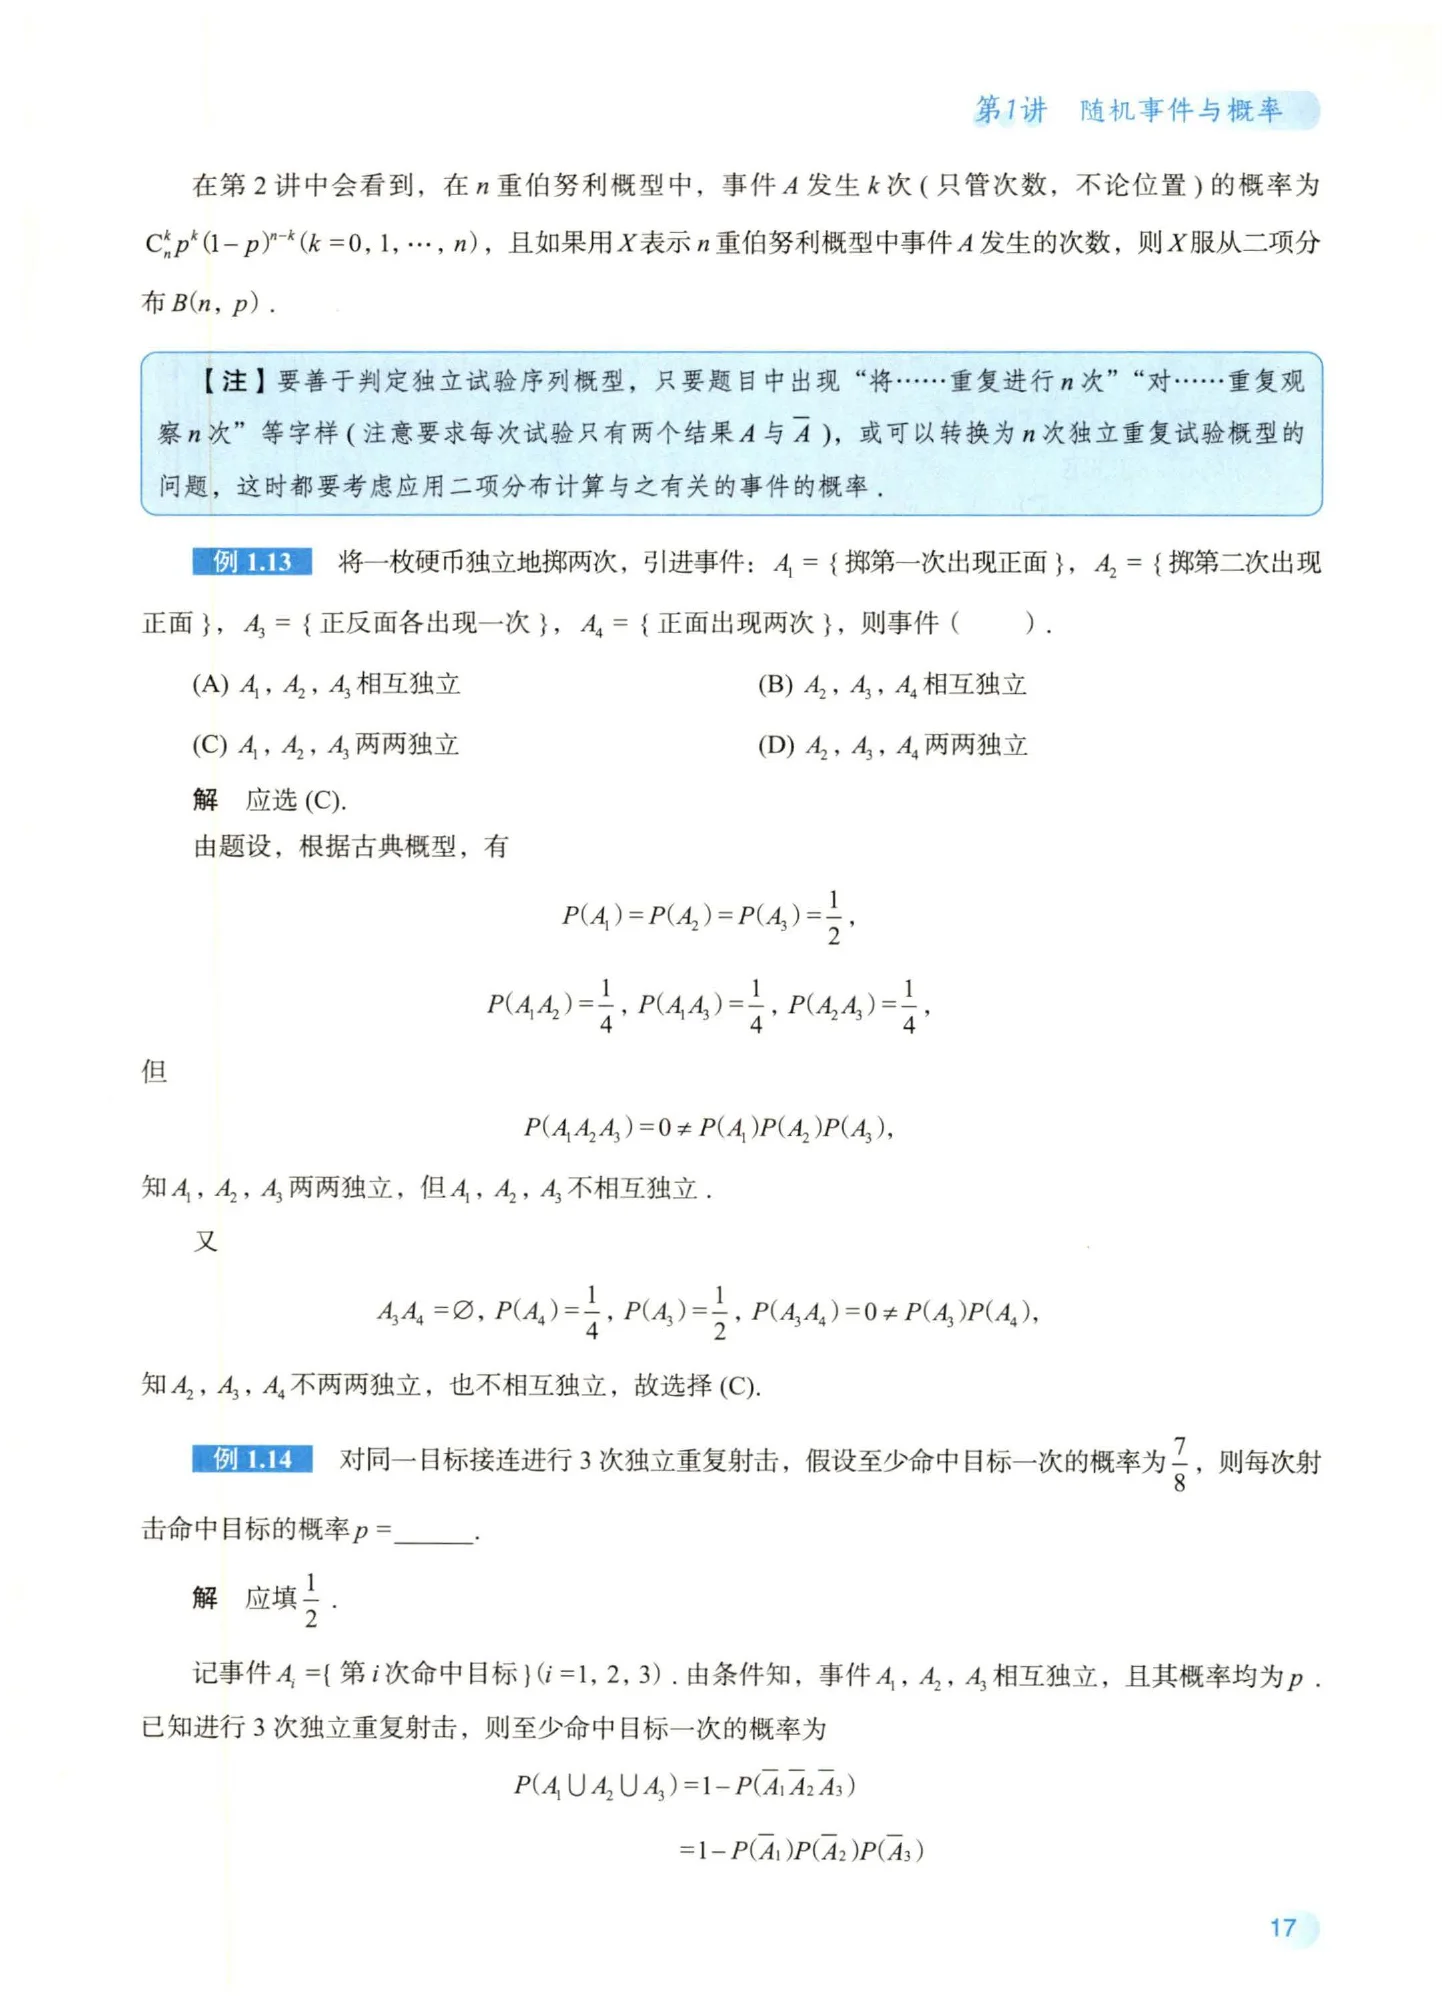 第1讲 随机事件与概率
在第 2 讲中会看到，在 n 重伯努利概型中，事件 A 发生 k 次 ( 只管次数，不论位置 ) 的概率为
$C_n^k p^k (1-p)^{n-k} (k=0, 1, \cdots, n)$，且如果用 X 表示 n 重伯努利概型中事件 A 发生的次数，则 X 服从二项分
布 B(n, p) .
【注】要善于判定独立试验序列概型，只要题目中出现“将……重复进行 n 次”“对……重复观
察 n 次”等字样 ( 注意要求每次试验只有两个结果 A 与 $\overline{A}$ )，或可以转换为 n 次独立重复试验概型的
问题，这时都要考虑应用二项分布计算与之有关的事件的概率 .
例 1.13 将一枚硬币独立地掷两次，引进事件：$A_1$ = { 掷第一次出现正面 }，$A_2$ = { 掷第二次出现
正面 }，$A_3$ = { 正反面各出现一次 }，$A_4$ = { 正面出现两次 }，则事件 (    ) .
(A) $A_1$，$A_2$，$A_3$ 相互独立 (B) $A_2$，$A_3$，$A_4$ 相互独立
(C) $A_1$，$A_2$，$A_3$ 两两独立 (D) $A_2$，$A_3$，$A_4$ 两两独立
解 应选 (C).
由题设，根据古典概型，有
$P(A_1)=P(A_2)=P(A_3)=\frac{1}{2}$,
$P(A_1A_2)=\frac{1}{4}, P(A_1A_3)=\frac{1}{4}, P(A_2A_3)=\frac{1}{4}$,
但
$P(A_1A_2A_3)=0 \neq P(A_1)P(A_2)P(A_3)$,
知 $A_1$，$A_2$，$A_3$ 两两独立，但 $A_1$，$A_2$，$A_3$ 不相互独立 .
又
$A_3A_4=\varnothing, P(A_4)=\frac{1}{4}, P(A_3)=\frac{1}{2}, P(A_3A_4)=0 \neq P(A_3)P(A_4)$,
知 $A_2$，$A_3$，$A_4$ 不两两独立，也不相互独立，故选择 (C).
例 1.14 对同一目标接连进行 3 次独立重复射击，假设至少命中目标一次的概率为 $\frac{7}{8}$，则每次射
击命中目标的概率 p =______.
解 应填 $\frac{1}{2}$ .
记事件 $A_i$ ={ 第 i 次命中目标 }(i =1, 2, 3) . 由条件知，事件 $A_1$，$A_2$，$A_3$ 相互独立，且其概率均为 p .
已知进行 3 次独立重复射击，则至少命中目标一次的概率为
$P(A_1 \cup A_2 \cup A_3)=1-P(\overline{A}_1\overline{A}_2\overline{A}_3)$
$=1-P(\overline{A}_1)P(\overline{A}_2)P(\overline{A}_3)$
17